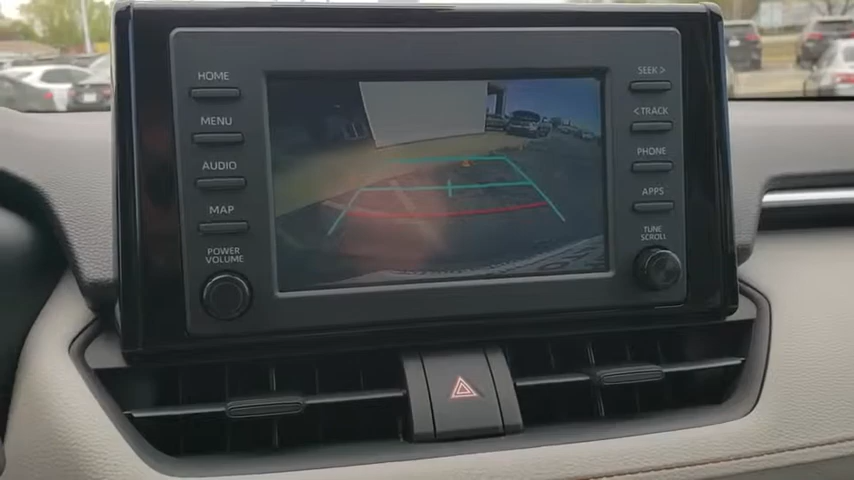 HOME
MENU
AUDIO
MAP
POWER
VOLUME
SEEK >
< TRACK
PHONE
APPS
TUNE
SCROLL